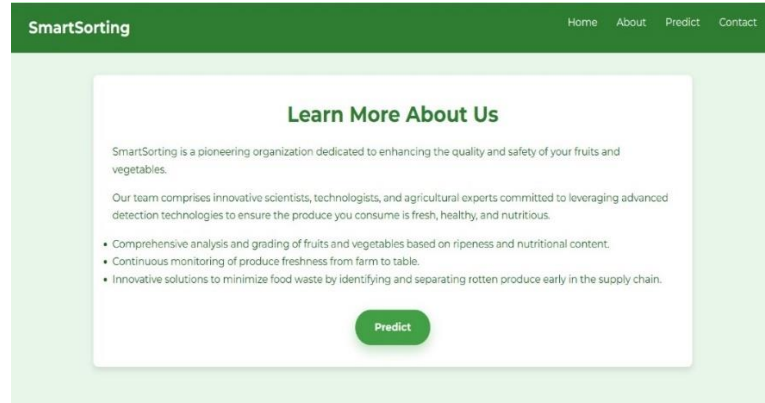 SmartSorting
Home About Predict Contact
Learn More About Us
SmartSorting is a pioneering organization dedicated to enhancing the quality and safety of your fruits and
vegetables.
Our team comprises innovative scientists, technologists, and agricultural experts committed to leveraging advanced
detection technologies to ensure the produce you consume is fresh, healthy, and nutritious.
• Comprehensive analysis and grading of fruits and vegetables based on ripeness and nutritional content.
• Continuous monitoring of produce freshness from farm to table.
• Innovative solutions to minimize food waste by identifying and separating rotten produce early in the supply chain.
Predict